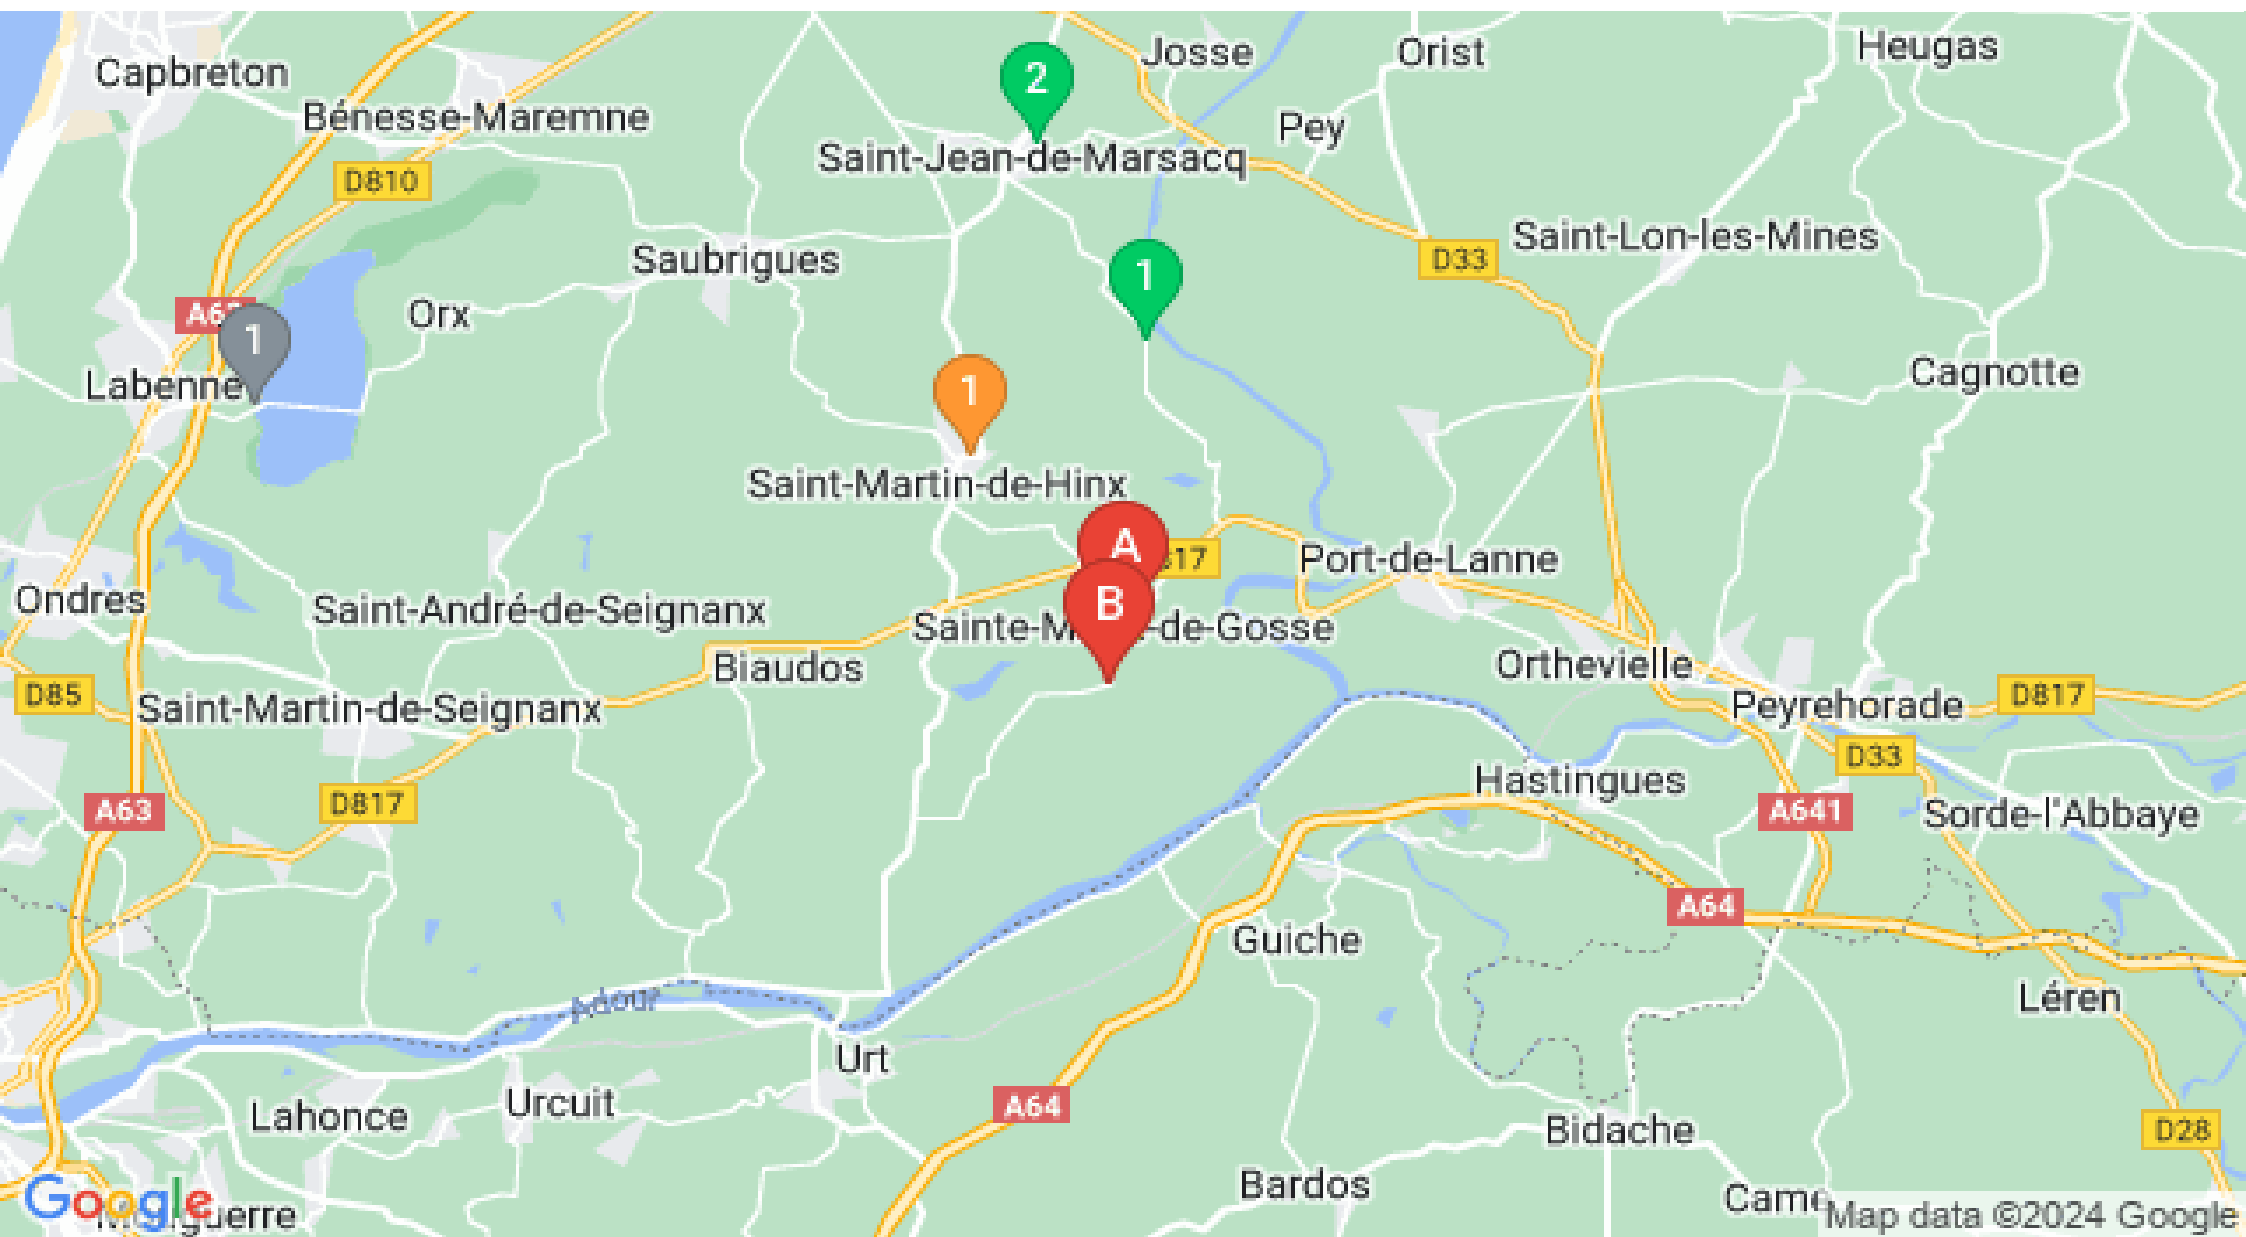 Josse
Orist
Heugas
Capbreton
2
Bénesse-Maremne
Pey
Saint-Jean-de-Marsacq
D810
Saint-Lon-les-Mines
D33
Saubrigues
1
Orx
1
Labenne
Cagnotte
1
Saint-Martin-de-Hinx
A
Port-de-Lanne
B
Ondres
Saint-André-de-Seignanx
Biaudos
Orthevielle
D85
Saint-Martin-de-Seignanx
Peyrehorade
D817
D33
Hastingues
D817
A63
A641
Sorde-l'Abbaye
A64
Guiche
Léren
Adour
Urt
Urcuit
A64
Lahonce
Bidache
D28
Bardos
Google
Map data ©2024 Google